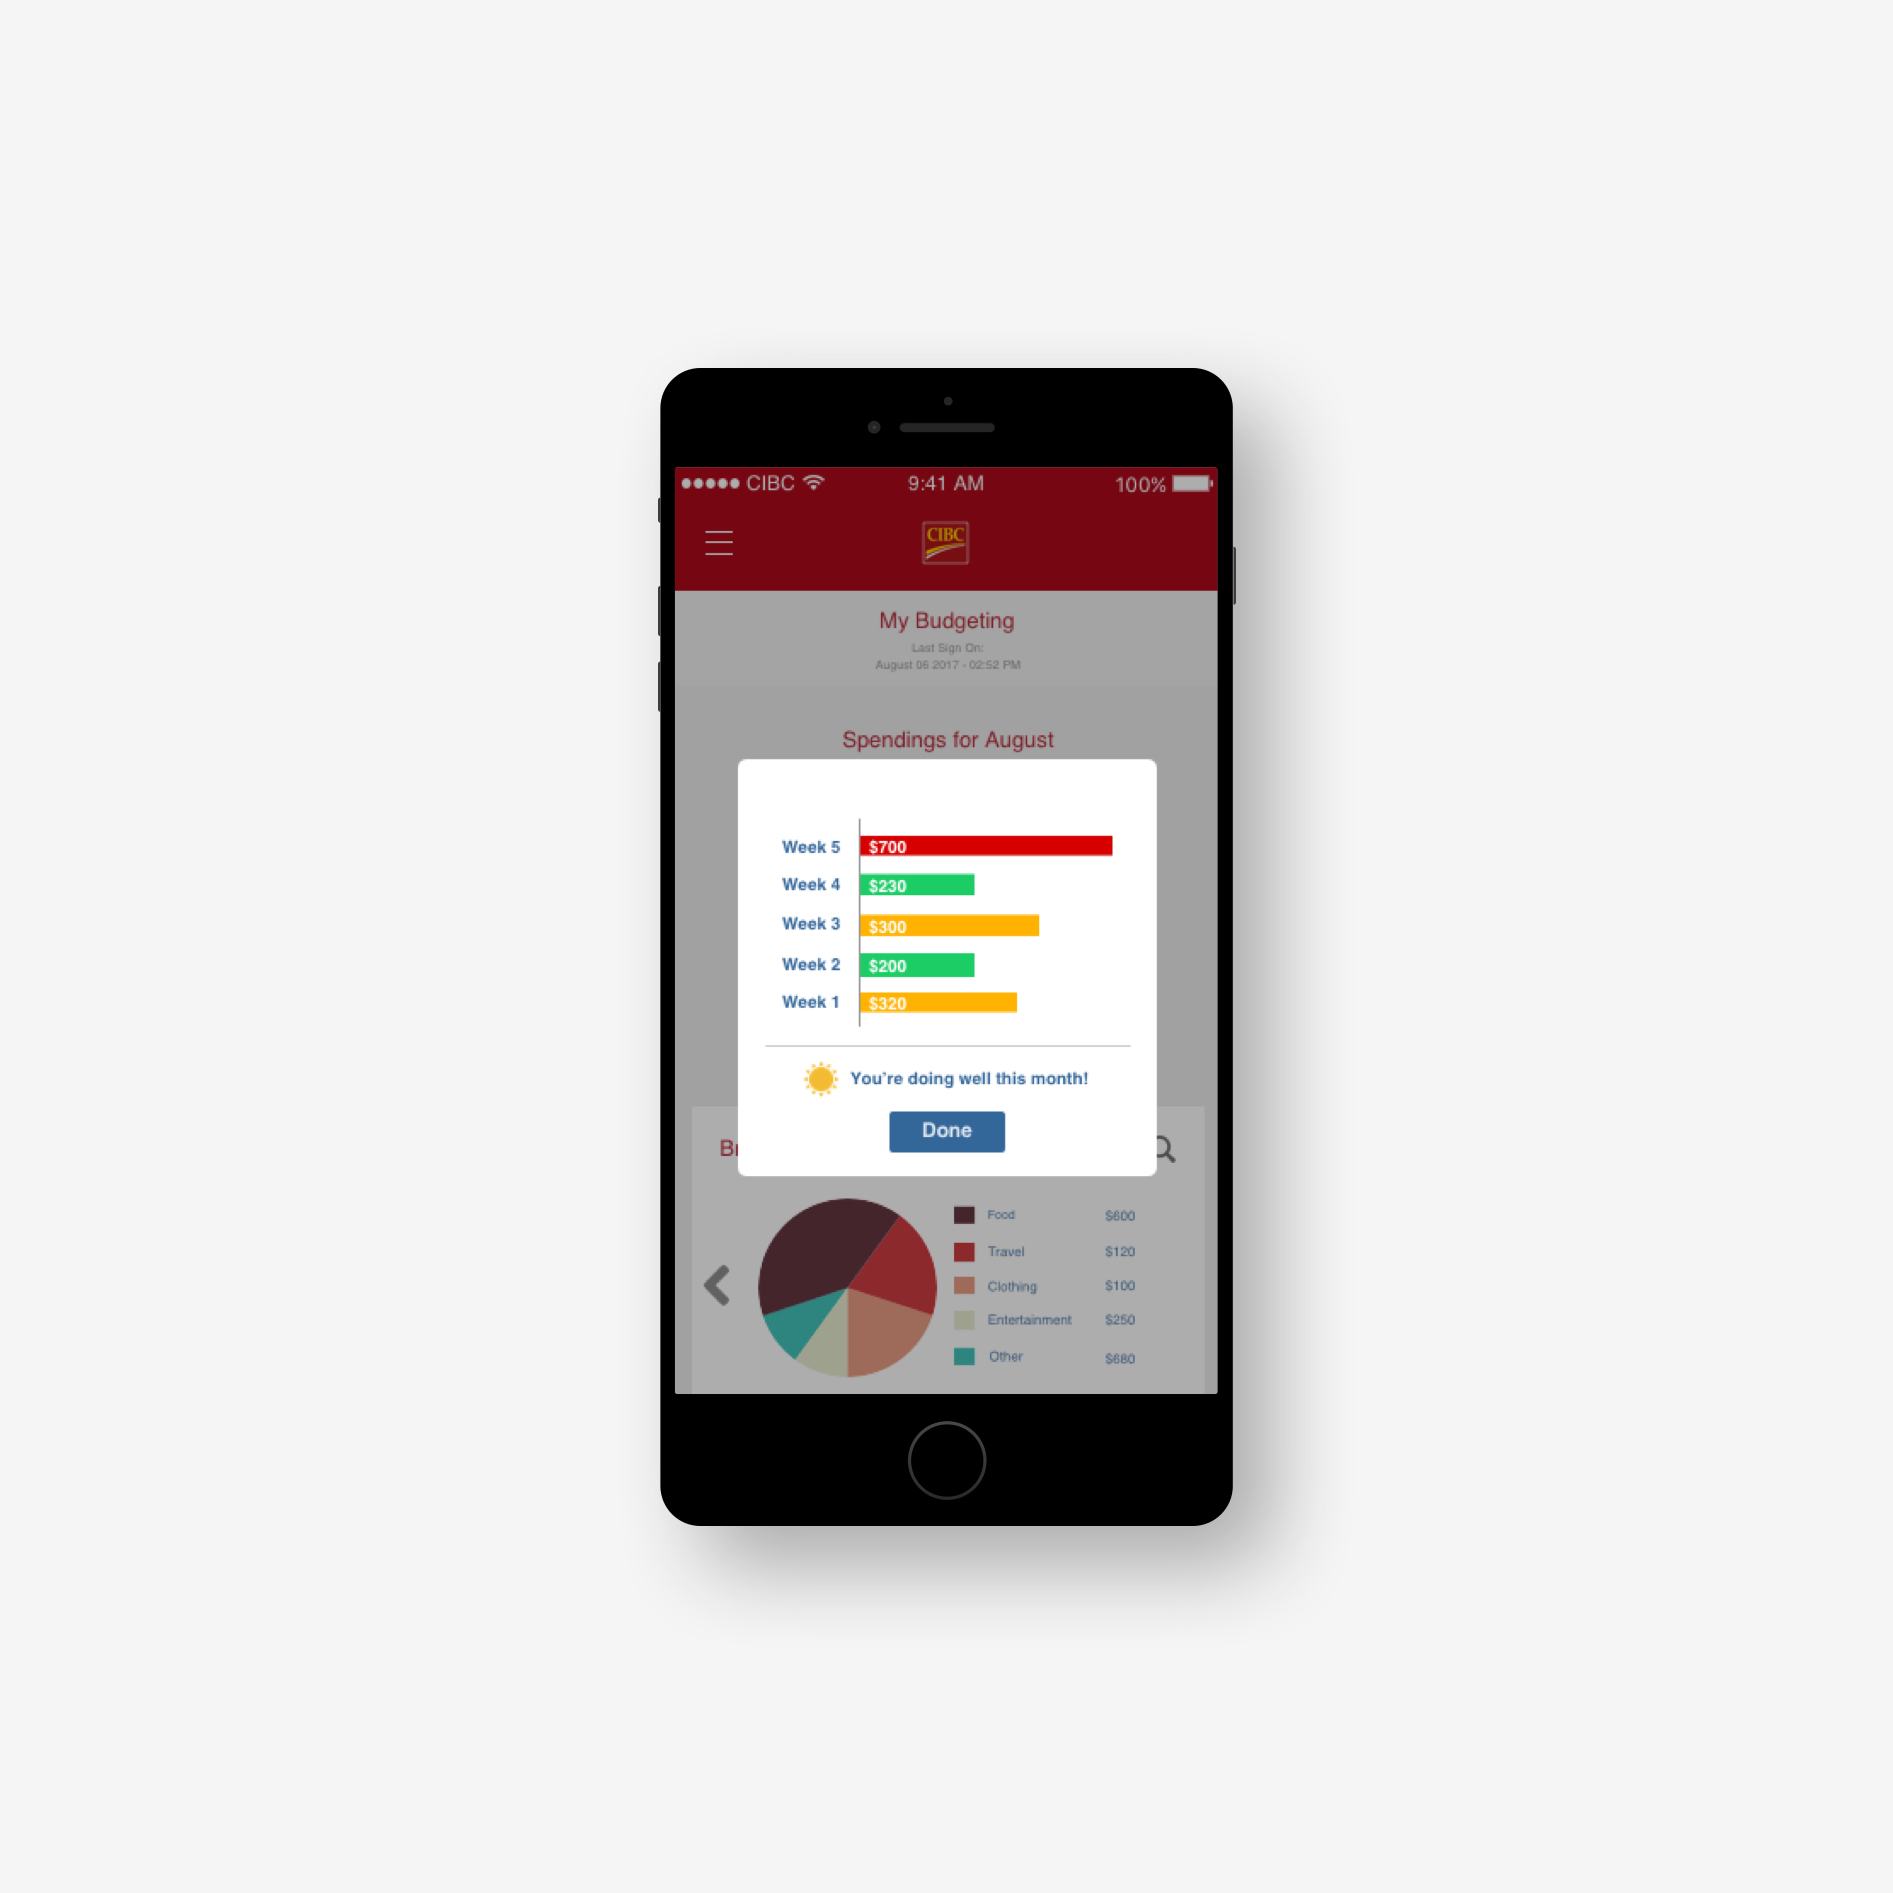 CIBC 9:41 AM 100%
CIBC
My Budgeting
Last Sign On:
August 06 2017 - 02:52 PM
Spendings for August
Week 5 $700
Week 4 $230
Week 3 $300
Week 2 $200
Week 1 $320
You're doing well this month!
Done
Food $600
Travel $120
Clothing $100
Entertainment $250
Other $680